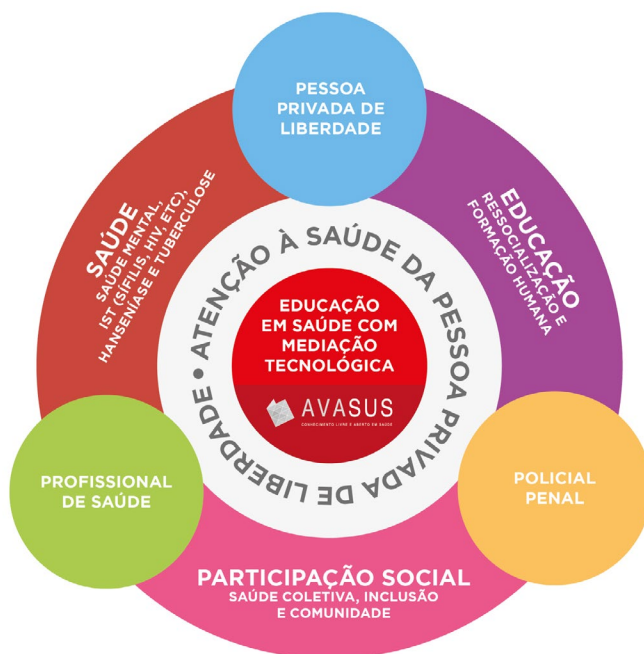 PESSOA
PRIVADA DE
LIBERDADE
SAÚDE
SAÚDE MENTAL,
IST (SÍFILIS, HIV, ETC),
HANSENÍASE E TUBERCULOSE
EDUCAÇÃO
RESSOCIALIZAÇÃO E
FORMAÇÃO HUMANA
ATENÇÃO À SAÚDE DA PESSOA PRIVADA DE LIBERDADE •
EDUCAÇÃO
EM SAÚDE COM
MEDIAÇÃO
TECNOLÓGICA
AVASUS
CONHECIMENTO LIVRE E ABERTO EM SAÚDE
PROFISSIONAL
DE SAÚDE
POLICIAL
PENAL
PARTICIPAÇÃO SOCIAL
SAÚDE COLETIVA, INCLUSÃO
E COMUNIDADE